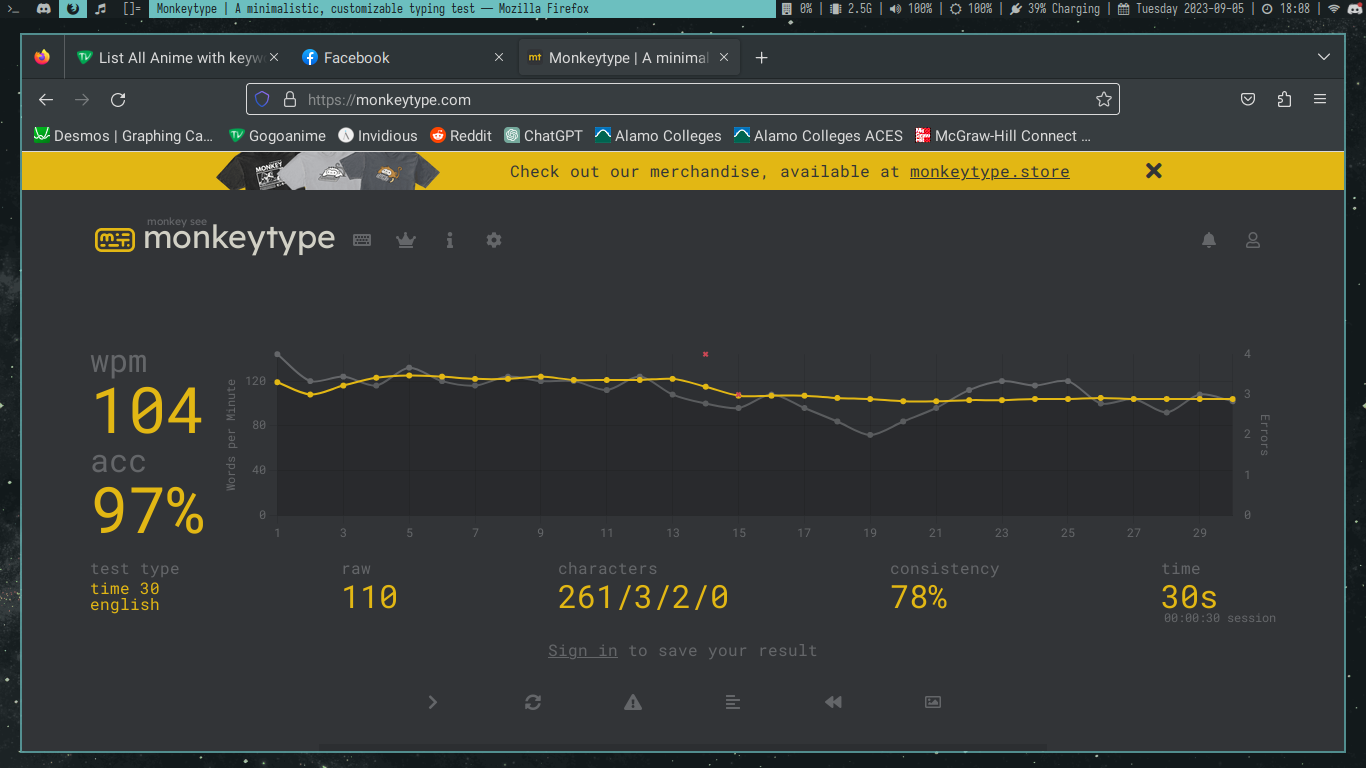 []= Monkeytype | A minimalistic, customizable typing test — Mozilla Firefox 0% | 2.5G | 100% | 100% | 39% Charging | Tuesday 2023-09-05 | 18:08 |
List All Anime with keyw Facebook Monkeytype | A minimal
https://monkeytype.com
Desmos | Graphing Ca… Gogoanime Invidious Reddit ChatGPT Alamo Colleges Alamo Colleges ACES McGraw-Hill Connect …
Check out our merchandise, available at monkeytype.store
monkey see
monkeytype
wpm
104
acc
97%
Words per Minute
120
80
40
0
4
3
2
1
0
Errors
1 3 5 7 9 11 13 15 17 19 21 23 25 27 29
test type raw characters consistency time
time 30
english
110 261/3/2/0 78% 30s
00:00:30 session
Sign in to save your result